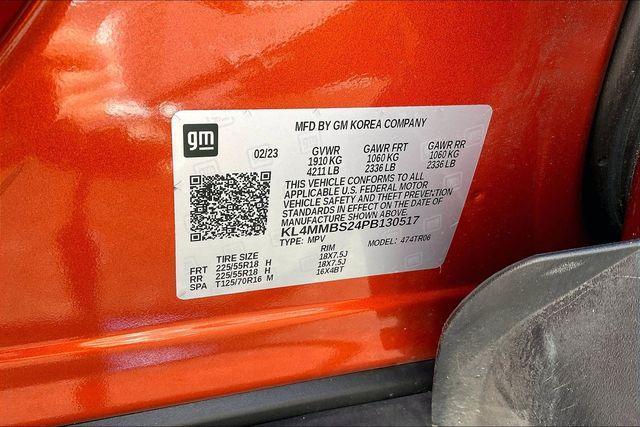 gm
MFD BY GM KOREA COMPANY
02/23 GVWR GAWR FRT GAWR RR
1910 KG 1060 KG 1060 KG
4211 LB 2336 LB 2336 LB
THIS VEHICLE CONFORMS TO ALL
APPLICABLE U.S. FEDERAL MOTOR
VEHICLE SAFETY AND THEFT PREVENTION
STANDARDS IN EFFECT ON THE DATE OF
MANUFACTURE SHOWN ABOVE.
KL4MMBS24PB130517
TYPE: MPV MODEL: 474TR06
TIRE SIZE RIM
FRT 225/55R18 H 18X7.5J
RR 225/55R18 H 18X7.5J
SPA T125/70R16 M 16X4BT